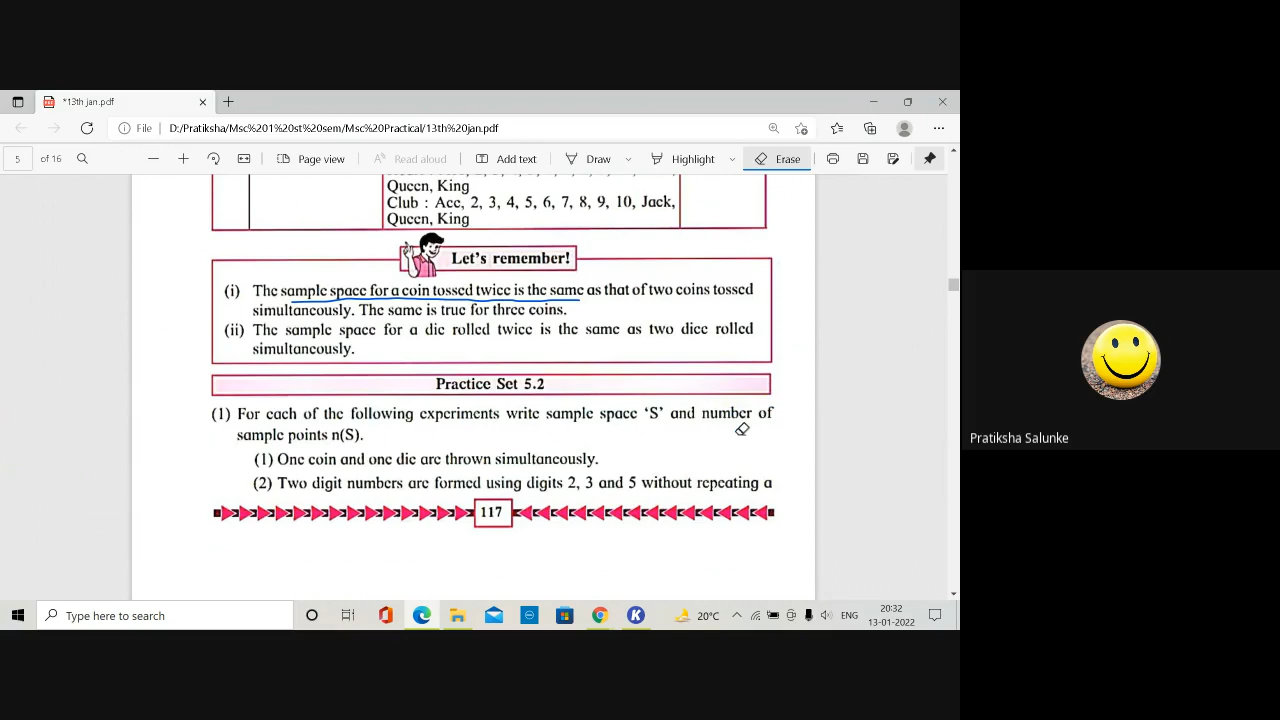 *13th jan.pdf
File D:/Pratiksha/Msc%201%20st%20sem/Msc%20Practical/13th%20jan.pdf
5 of 16 Page view Read aloud Add text Draw Highlight Erase
Queen, King
Club : Ace, 2, 3, 4, 5, 6, 7, 8, 9, 10, Jack,
Queen, King
Let's remember!
(i) The sample space for a coin tossed twice is the same as that of two coins tossed
simultaneously. The same is true for three coins.
(ii) The sample space for a die rolled twice is the same as two dice rolled
simultaneously.
Practice Set 5.2
(1) For each of the following experiments write sample space 'S' and number of
sample points n(S).
(1) One coin and one die are thrown simultaneously.
(2) Two digit numbers are formed using digits 2, 3 and 5 without repeating a
117
Pratiksha Salunke
Type here to search
20°C
ENG
20:32
13-01-2022